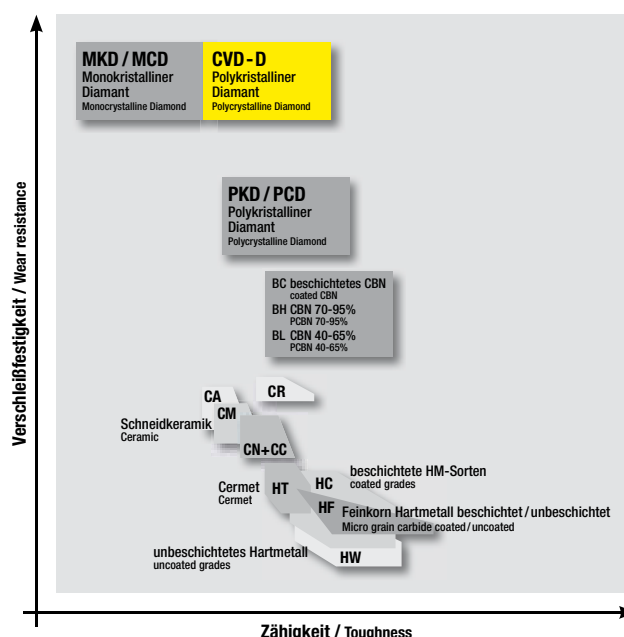 MKD / MCD
Monokristalliner
Diamant
Monocrystalline Diamond
CVD-D
Polykristalliner
Diamant
Polycrystalline Diamond
PKD / PCD
Polykristalliner
Diamant
Polycrystalline Diamond
BC beschichtetes CBN
coated CBN
BH CBN 70-95%
PCBN 70-95%
BL CBN 40-65%
PCBN 40-65%
CA
CR
CM
Schneidkeramik
Ceramic
CN+CC
beschichtete HM-Sorten
coated grades
Cermet
Cermet
HT
HC
HF
Feinkorn Hartmetall beschichtet/unbeschichtet
Micro grain carbide coated/uncoated
unbeschichtetes Hartmetall
uncoated grades
HW
Verschleißfestigkeit / Wear resistance
Zähigkeit / Toughness